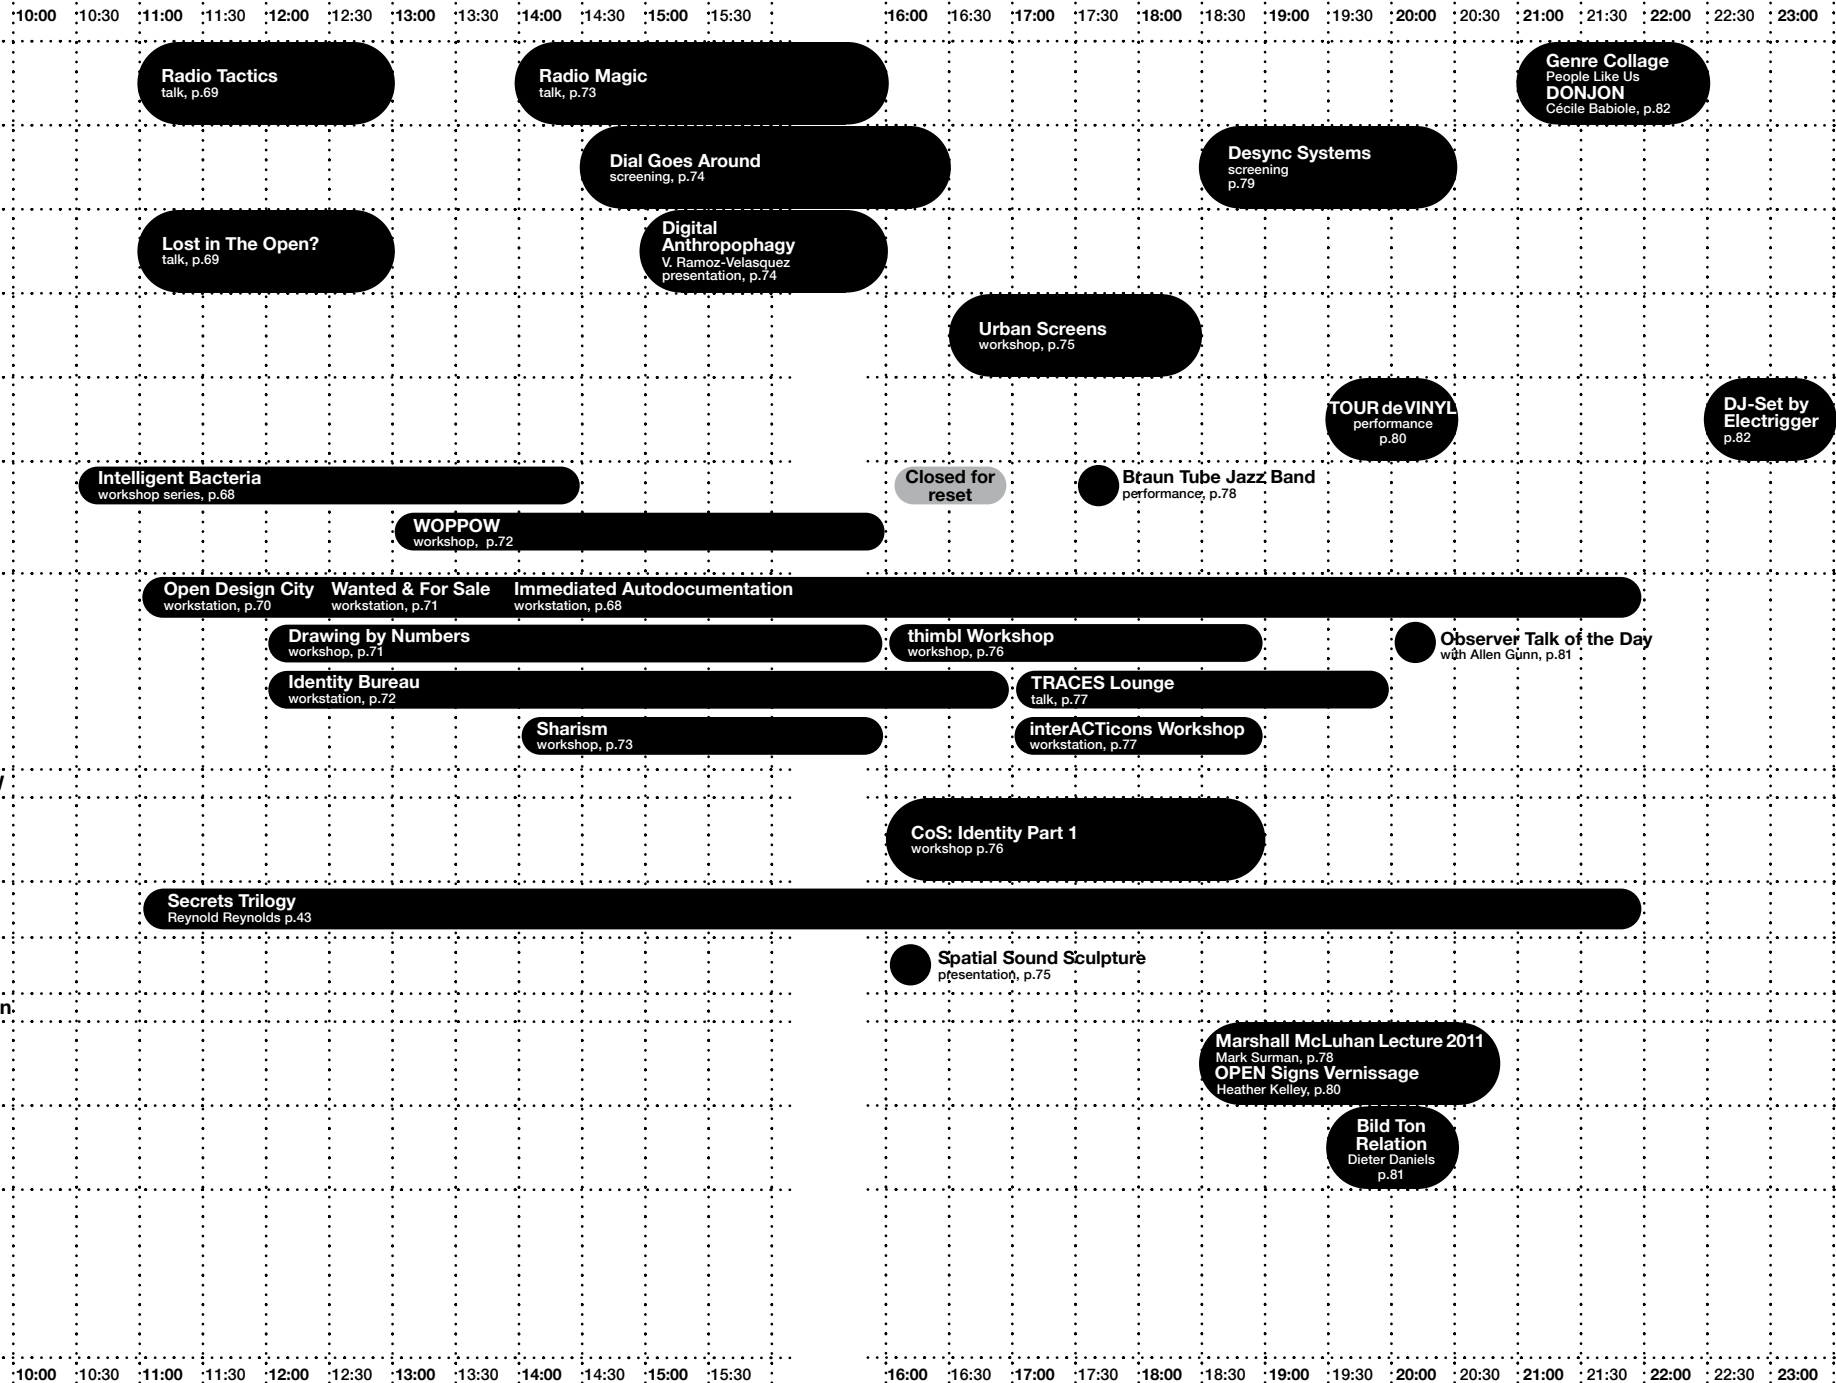 10:00 10:30 11:00 11:30 12:00 12:30 13:00 13:30 14:00 14:30 15:00 15:30 16:00 16:30 17:00 17:30 18:00 18:30 19:00 19:30 20:00 20:30 21:00 21:30 22:00 22:30 23:00
Radio Tactics
talk, p.69
Radio Magic
talk, p.73
Genre Collage
People Like Us
DONJON
Cécile Babiole, p.82
Dial Goes Around
screening, p.74
Desync Systems
screening
p.79
Lost in The Open?
talk, p.69
Digital
Anthropophagy
V. Ramoz-Velasquez
presentation, p.74
Urban Screens
workshop, p.75
TOUR deVINYL
performance
p.80
DJ-Set by
Electrigger
p.82
Intelligent Bacteria
workshop series, p.68
Closed for
reset
Braun Tube Jazz Band
performance, p.78
WOPPOW
workshop, p.72
Open Design City
workstation, p.70
Wanted & For Sale
workstation, p.71
Immediated Autodocumentation
workstation, p.68
Drawing by Numbers
workshop, p.71
thimbl Workshop
workshop, p.76
Observer Talk of the Day
with Allen Gunn, p.81
Identity Bureau
workstation, p.72
TRACES Lounge
talk, p.77
Sharism
workshop, p.73
interACTicons Workshop
workstation, p.77
CoS: Identity Part 1
workshop p.76
Secrets Trilogy
Reynold Reynolds p.43
Spatial Sound Sculpture
presentation, p.75
n
Marshall McLuhan Lecture 2011
Mark Surman, p.78
OPEN Signs Vernissage
Heather Kelley, p.80
Bild Ton
Relation
Dieter Daniels
p.81
10:00 10:30 11:00 11:30 12:00 12:30 13:00 13:30 14:00 14:30 15:00 15:30 16:00 16:30 17:00 17:30 18:00 18:30 19:00 19:30 20:00 20:30 21:00 21:30 22:00 22:30 23:00